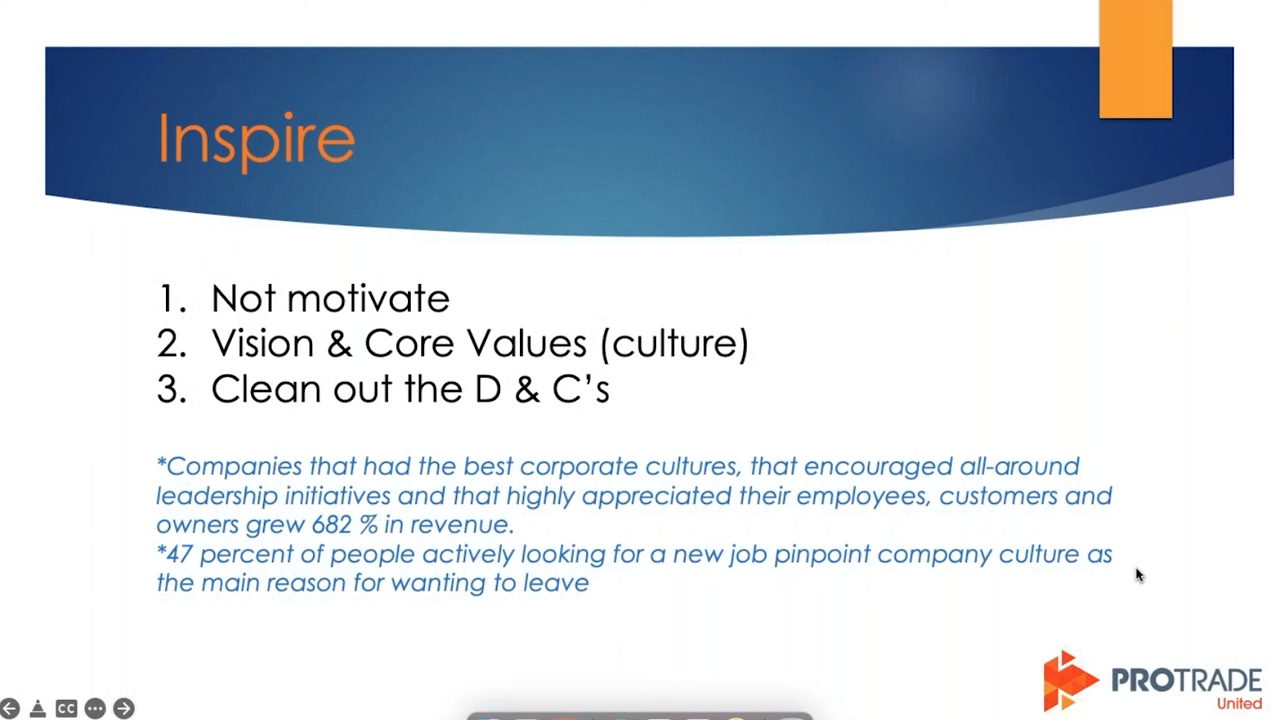 Inspire
1. Not motivate
2. Vision & Core Values (culture)
3. Clean out the D & C's
*Companies that had the best corporate cultures, that encouraged all-around
leadership initiatives and that highly appreciated their employees, customers and
owners grew 682 % in revenue.
*47 percent of people actively looking for a new job pinpoint company culture as
the main reason for wanting to leave
PROTRADE
United
CC